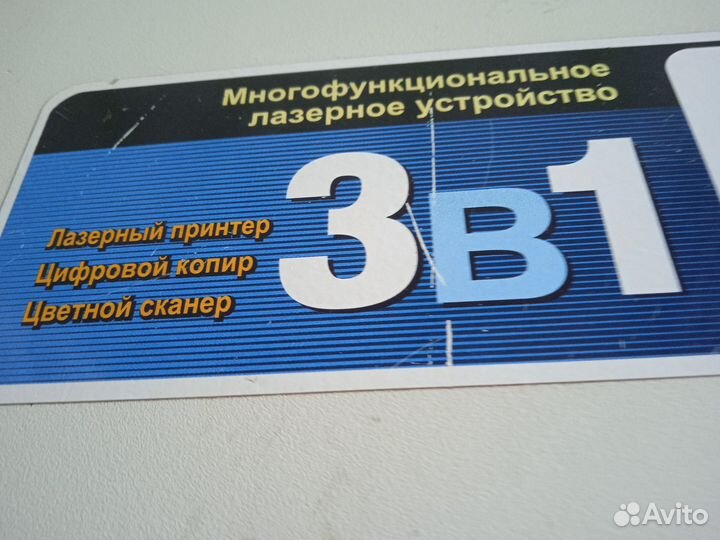 Многофункциональное
лазерное устройство
3в1
Лазерный принтер
Цифровой копир
Цветной сканер
Avito